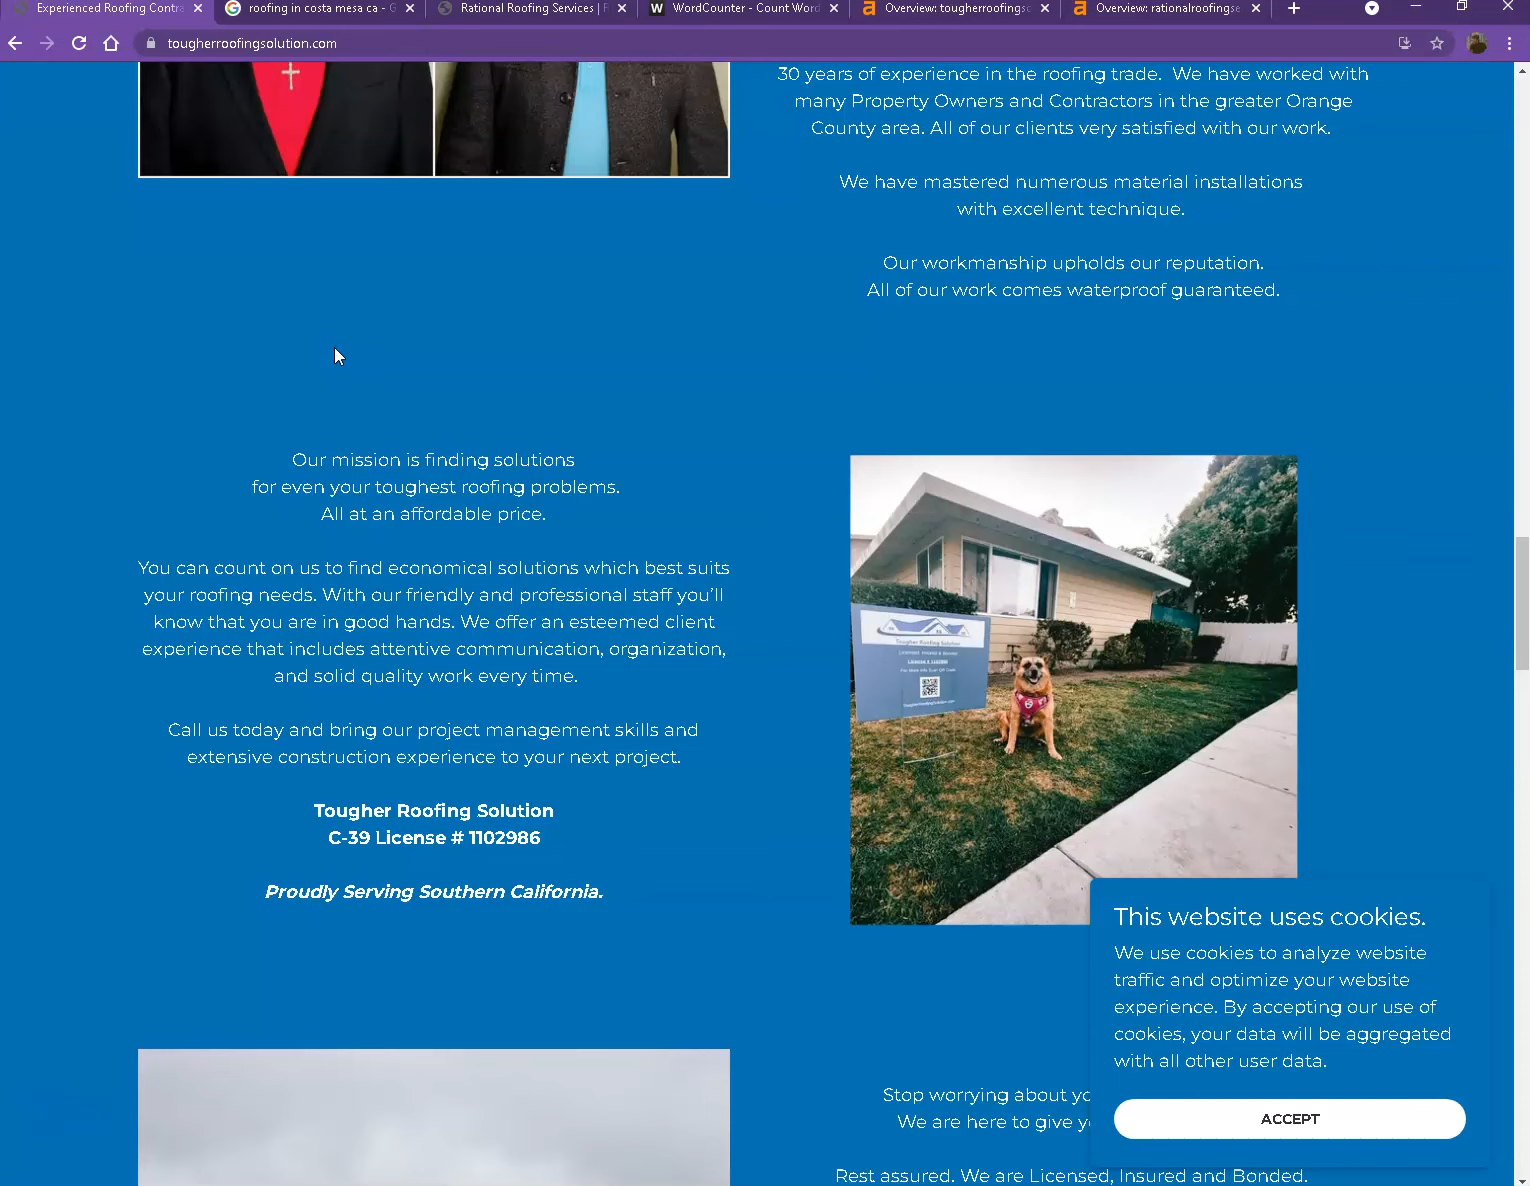 Experienced Roofing Contra
roofing in costa mesa ca - G
Rational Roofing Services |
WordCounter - Count Word
Overview: tougherroofingsc
Overview: rationalroofingse
tougherroofingsolution.com
30 years of experience in the roofing trade. We have worked with
many Property Owners and Contractors in the greater Orange
County area. All of our clients very satisfied with our work.
We have mastered numerous material installations
with excellent technique.
Our workmanship upholds our reputation.
All of our work comes waterproof guaranteed.
Our mission is finding solutions
for even your toughest roofing problems.
All at an affordable price.
You can count on us to find economical solutions which best suits
your roofing needs. With our friendly and professional staff you'll
know that you are in good hands. We offer an esteemed client
experience that includes attentive communication, organization,
and solid quality work every time.
Call us today and bring our project management skills and
extensive construction experience to your next project.
Tougher Roofing Solution
C-39 License # 1102986
Proudly Serving Southern California.
Tougher Roofing Solution
Licensed, Insured & Bonded
TougherRoofingSolution.com
This website uses cookies.
We use cookies to analyze website
traffic and optimize your website
experience. By accepting our use of
cookies, your data will be aggregated
with all other user data.
ACCEPT
Stop worrying about yo
We are here to give y
Rest assured. We are Licensed, Insured and Bonded.